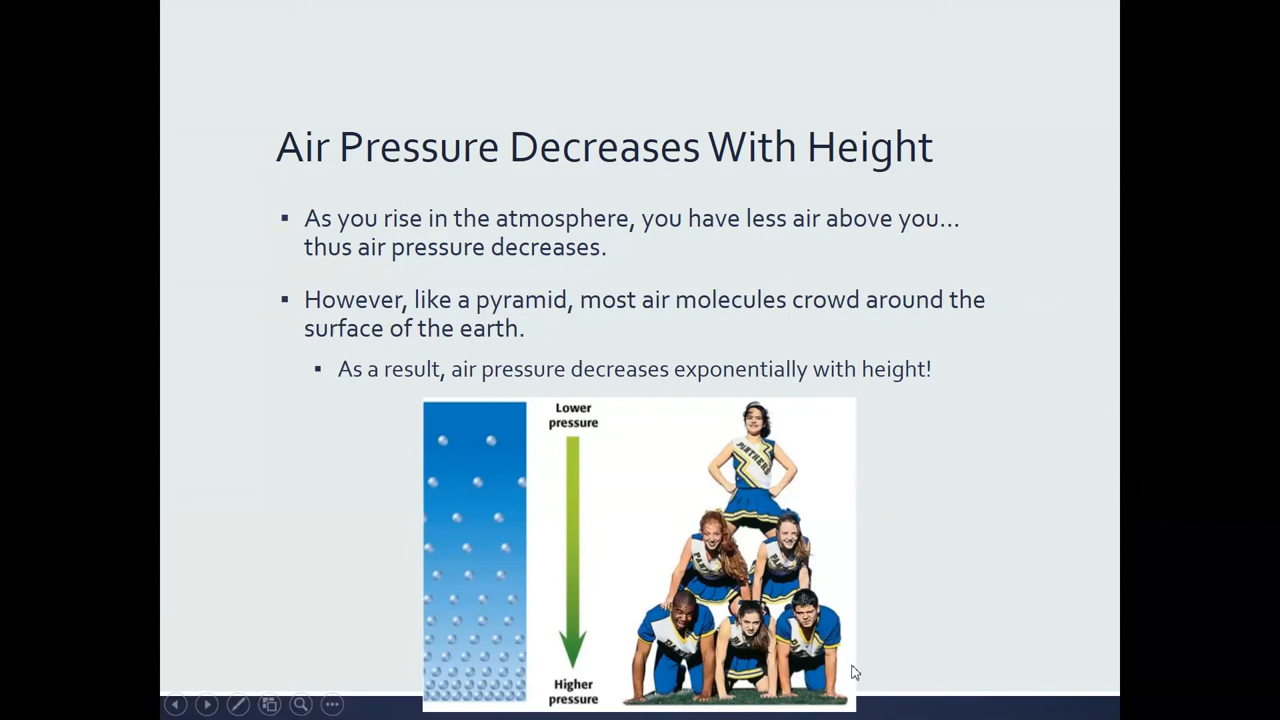 Air Pressure Decreases With Height
▪ As you rise in the atmosphere, you have less air above you...
thus air pressure decreases.
▪ However, like a pyramid, most air molecules crowd around the
surface of the earth.
▪ As a result, air pressure decreases exponentially with height!
Lower
pressure
Higher
pressure
PANTHERS